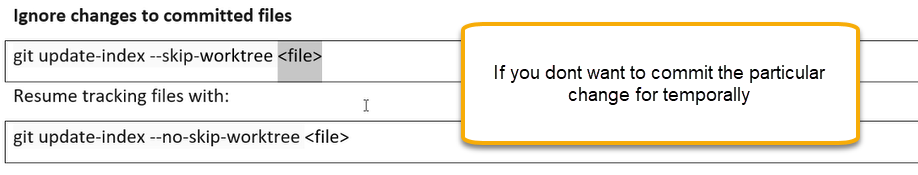 Ignore changes to committed files
git update-index --skip-worktree <file>
Resume tracking files with:
git update-index --no-skip-worktree <file>
If you dont want to commit the particular
change for temporally